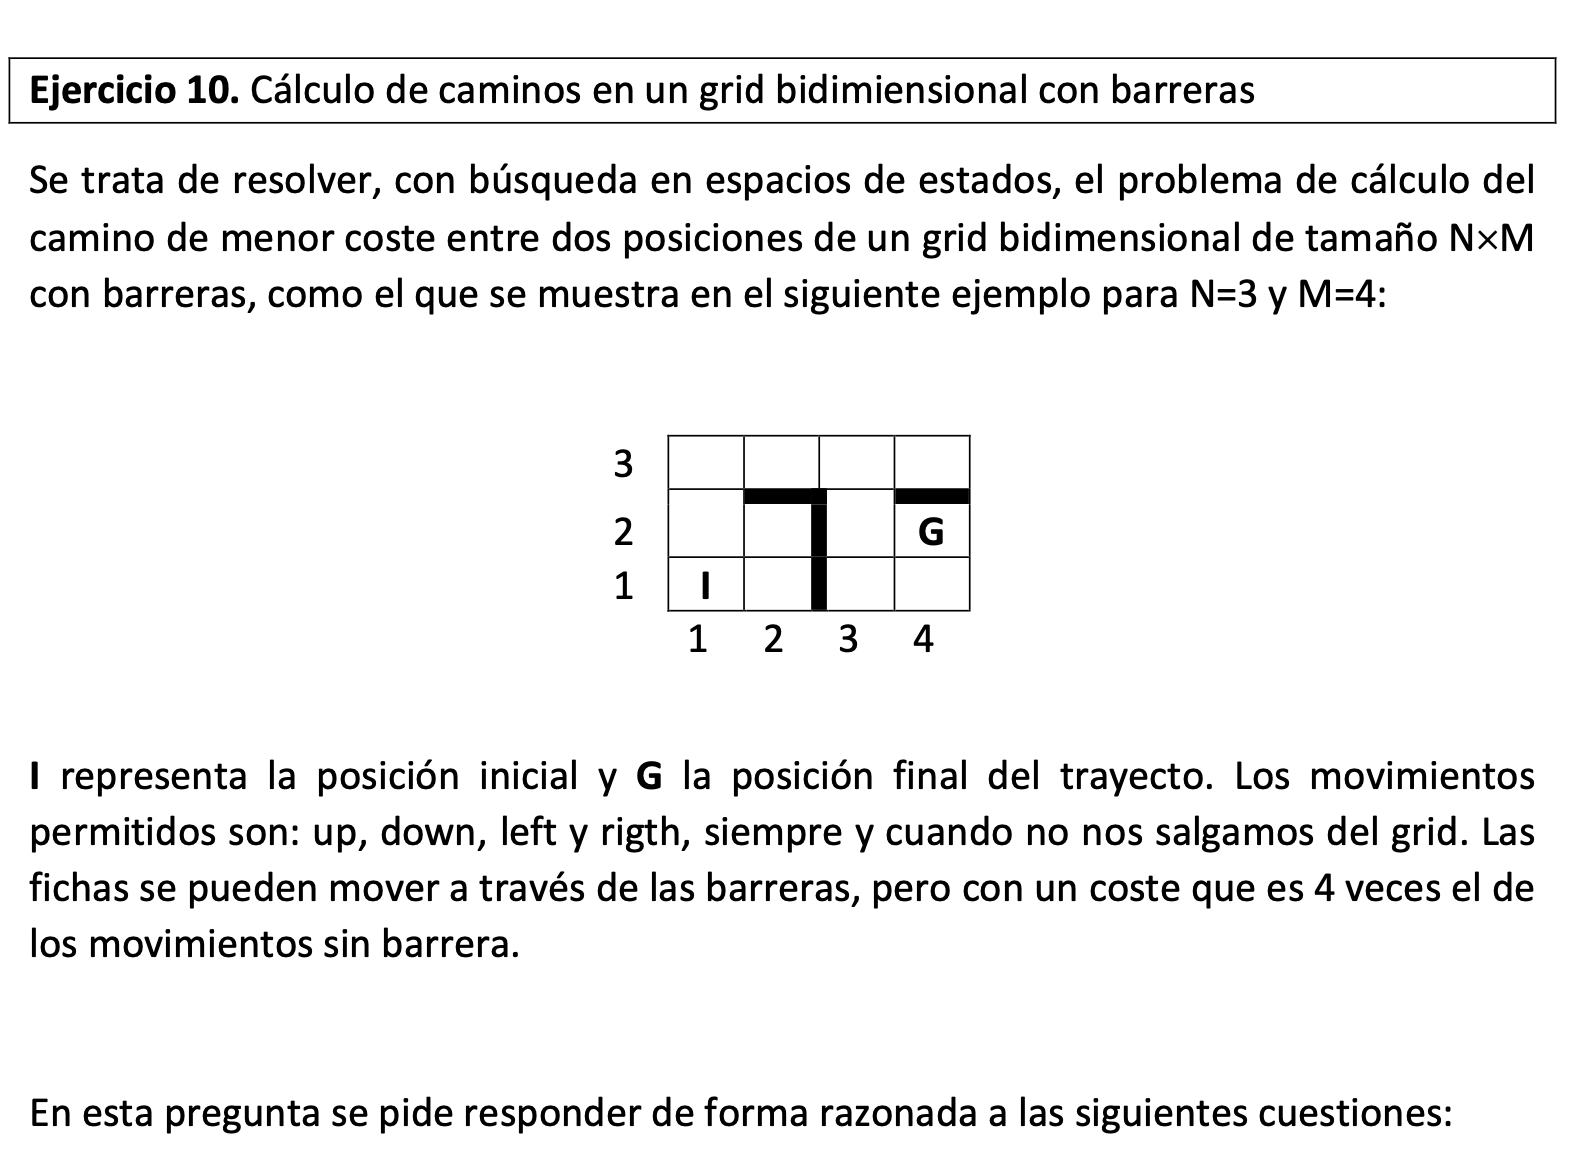 Ejercicio 10. Cálculo de caminos en un grid bidimiensional con barreras
Se trata de resolver, con búsqueda en espacios de estados, el problema de cálculo del
camino de menor coste entre dos posiciones de un grid bidimensional de tamaño N×M
con barreras, como el que se muestra en el siguiente ejemplo para N=3 y M=4:
3
2 G
1 I
1 2 3 4
I representa la posición inicial y G la posición final del trayecto. Los movimientos
permitidos son: up, down, left y rigth, siempre y cuando no nos salgamos del grid. Las
fichas se pueden mover a través de las barreras, pero con un coste que es 4 veces el de
los movimientos sin barrera.
En esta pregunta se pide responder de forma razonada a las siguientes cuestiones: